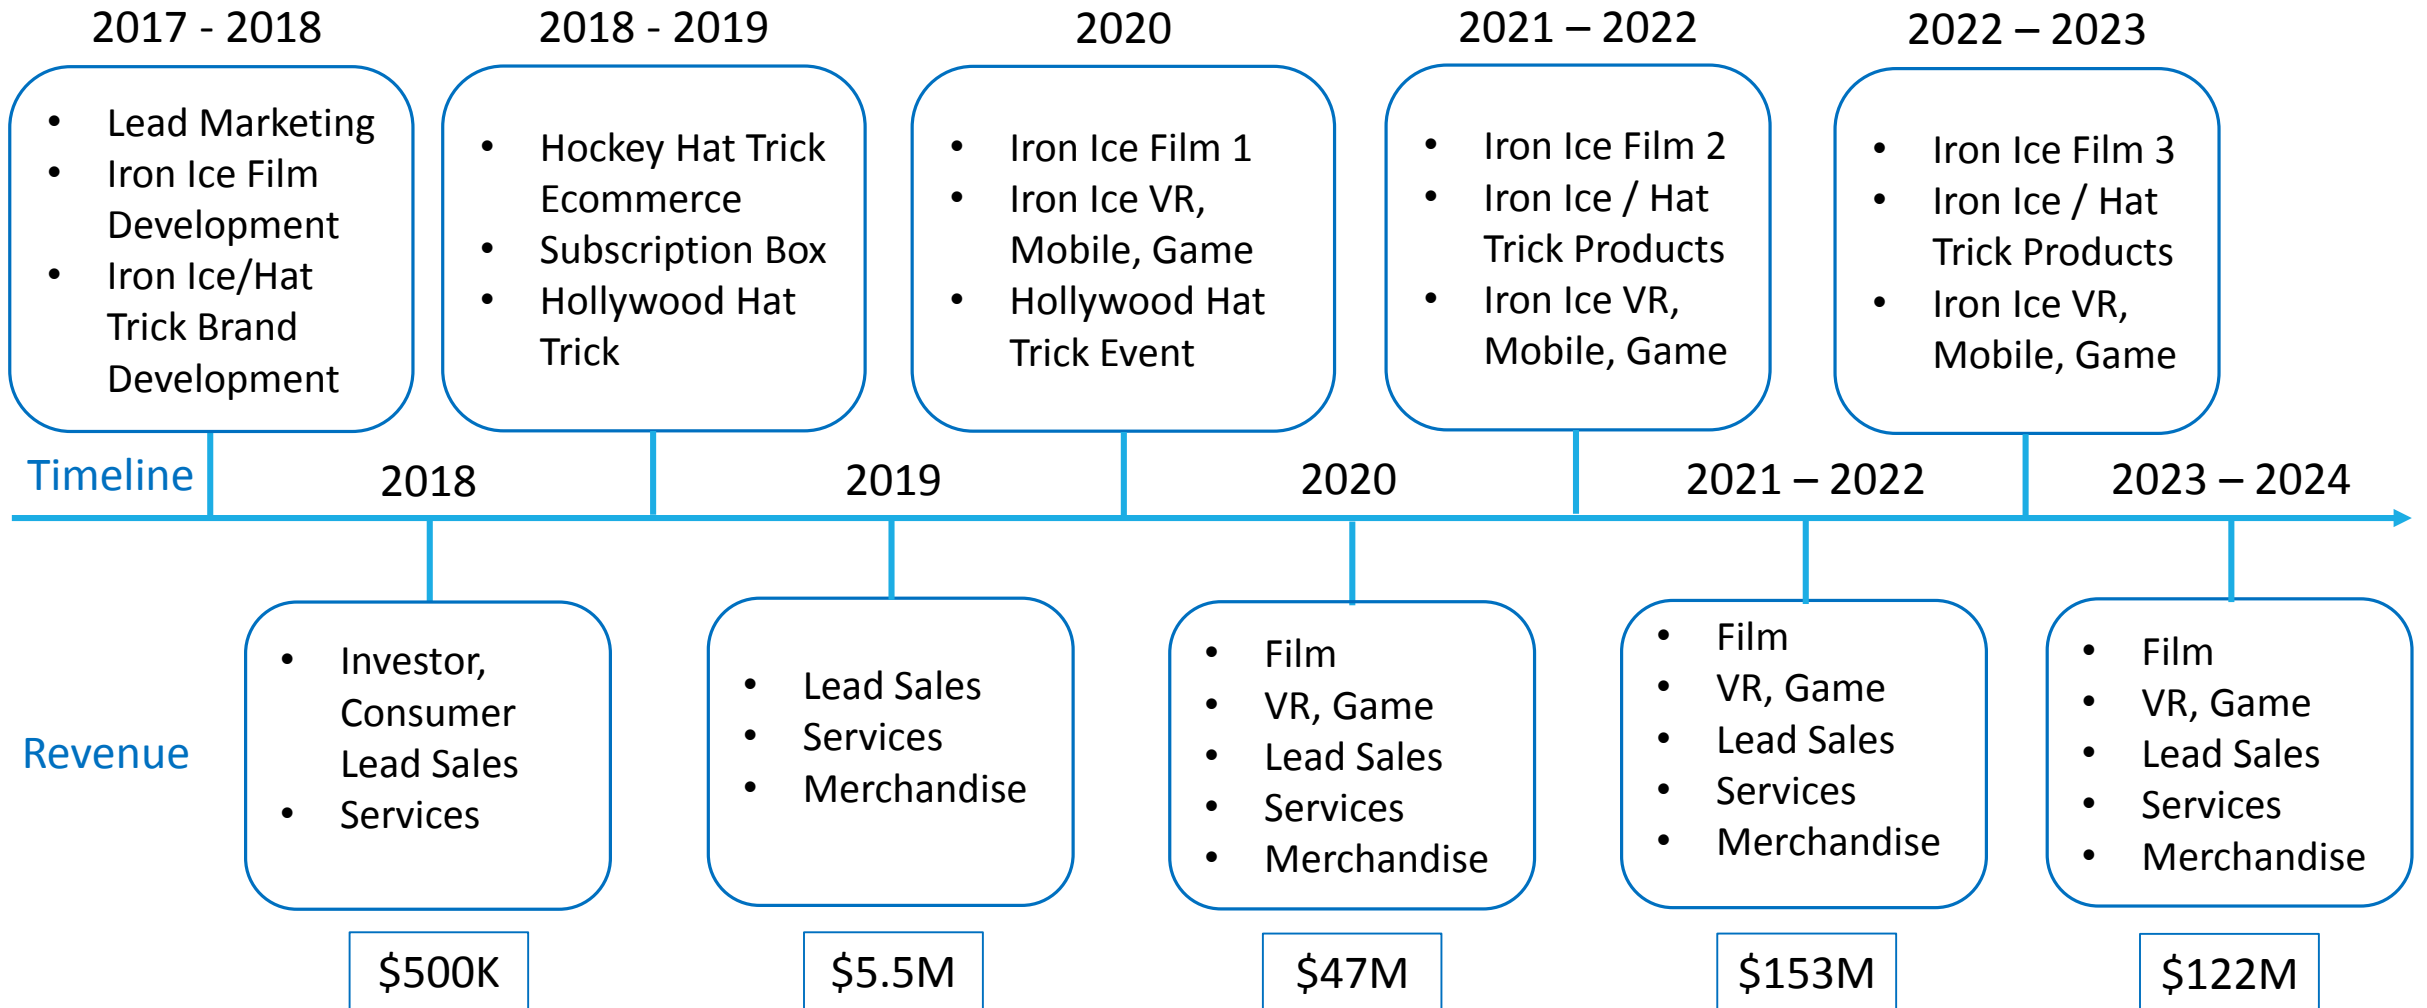 2017 - 2018
2018 - 2019
2020
2021 – 2022
2022 – 2023
• Lead Marketing
• Iron Ice Film
Development
• Iron Ice/Hat
Trick Brand
Development
• Hockey Hat Trick
Ecommerce
• Subscription Box
• Hollywood Hat
Trick
• Iron Ice Film 1
• Iron Ice VR,
Mobile, Game
• Hollywood Hat
Trick Event
• Iron Ice Film 2
• Iron Ice / Hat
Trick Products
• Iron Ice VR,
Mobile, Game
• Iron Ice Film 3
• Iron Ice / Hat
Trick Products
• Iron Ice VR,
Mobile, Game
Timeline
2018
2019
2020
2021 – 2022
2023 – 2024
Revenue
• Investor,
Consumer
Lead Sales
• Services
• Lead Sales
• Services
• Merchandise
• Film
• VR, Game
• Lead Sales
• Services
• Merchandise
• Film
• VR, Game
• Lead Sales
• Services
• Merchandise
• Film
• VR, Game
• Lead Sales
• Services
• Merchandise
$500K
$5.5M
$47M
$153M
$122M